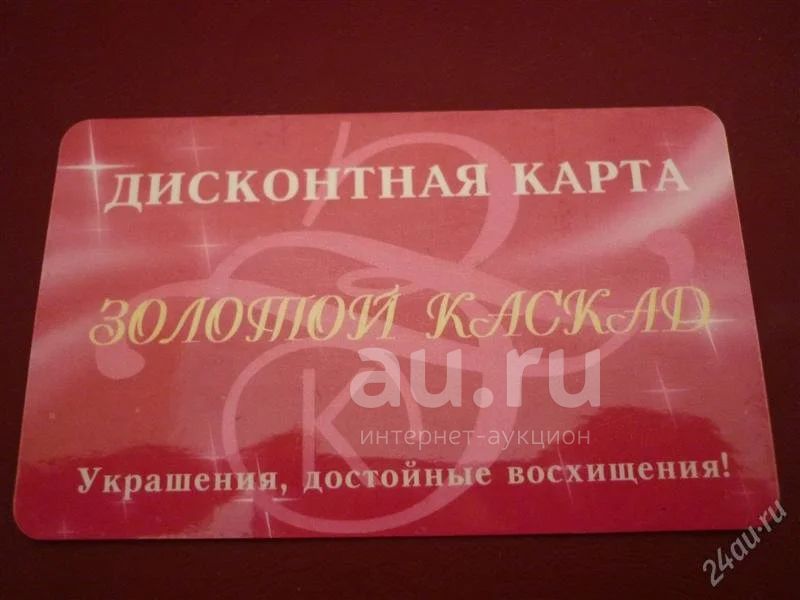 ДИСКОНТНАЯ КАРТА
ЗОЛОТОЙ КАСКАД
au.ru
интернет-аукцион
К
Украшения, достойные восхищения!
24au.ru